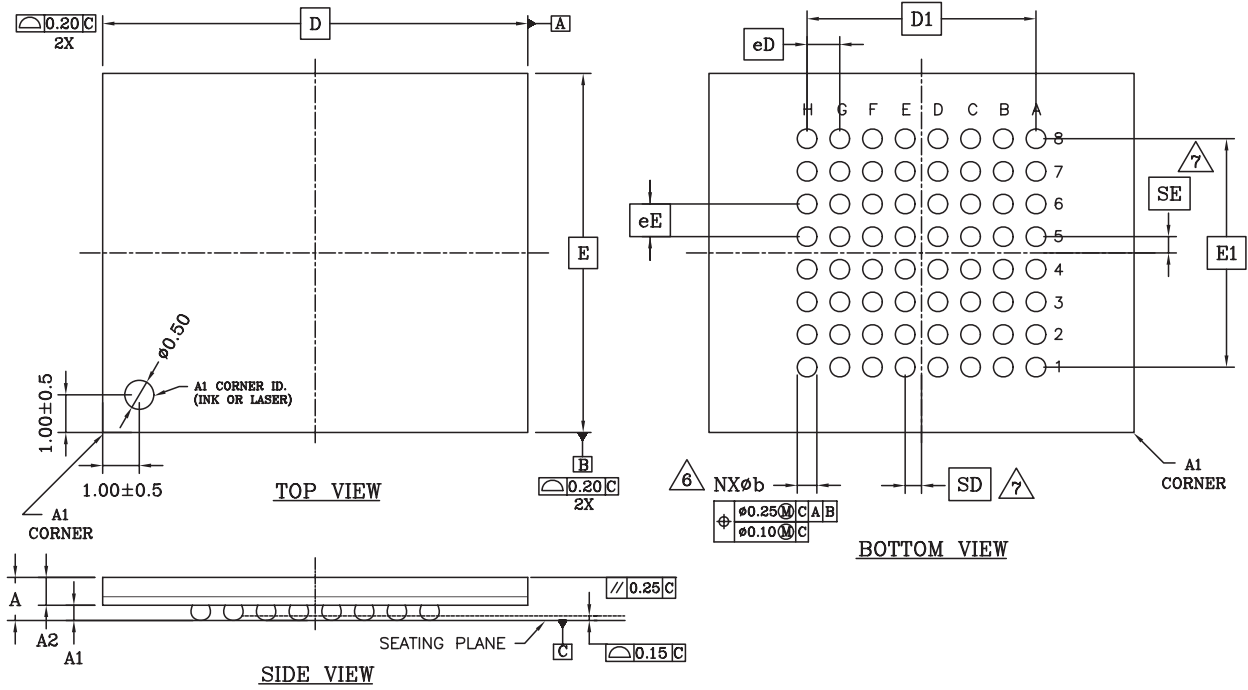 ⌓ 0.20 C
2X
D
A
E
ø0.50
A1 CORNER ID.
(INK OR LASER)
1.00±0.5
1.00±0.5
B
⌓ 0.20 C
2X
TOP VIEW
A1
CORNER
D1
eD
H G F E D C B A
8
7
6
5
4
3
2
1
7
SE
eE
E1
6 NXøb
ø0.25 Ⓜ C A B
⌖
ø0.10 Ⓜ C
SD 7
A1
CORNER
BOTTOM VIEW
A
A2
A1
// 0.25 C
SEATING PLANE
C
⌓ 0.15 C
SIDE VIEW